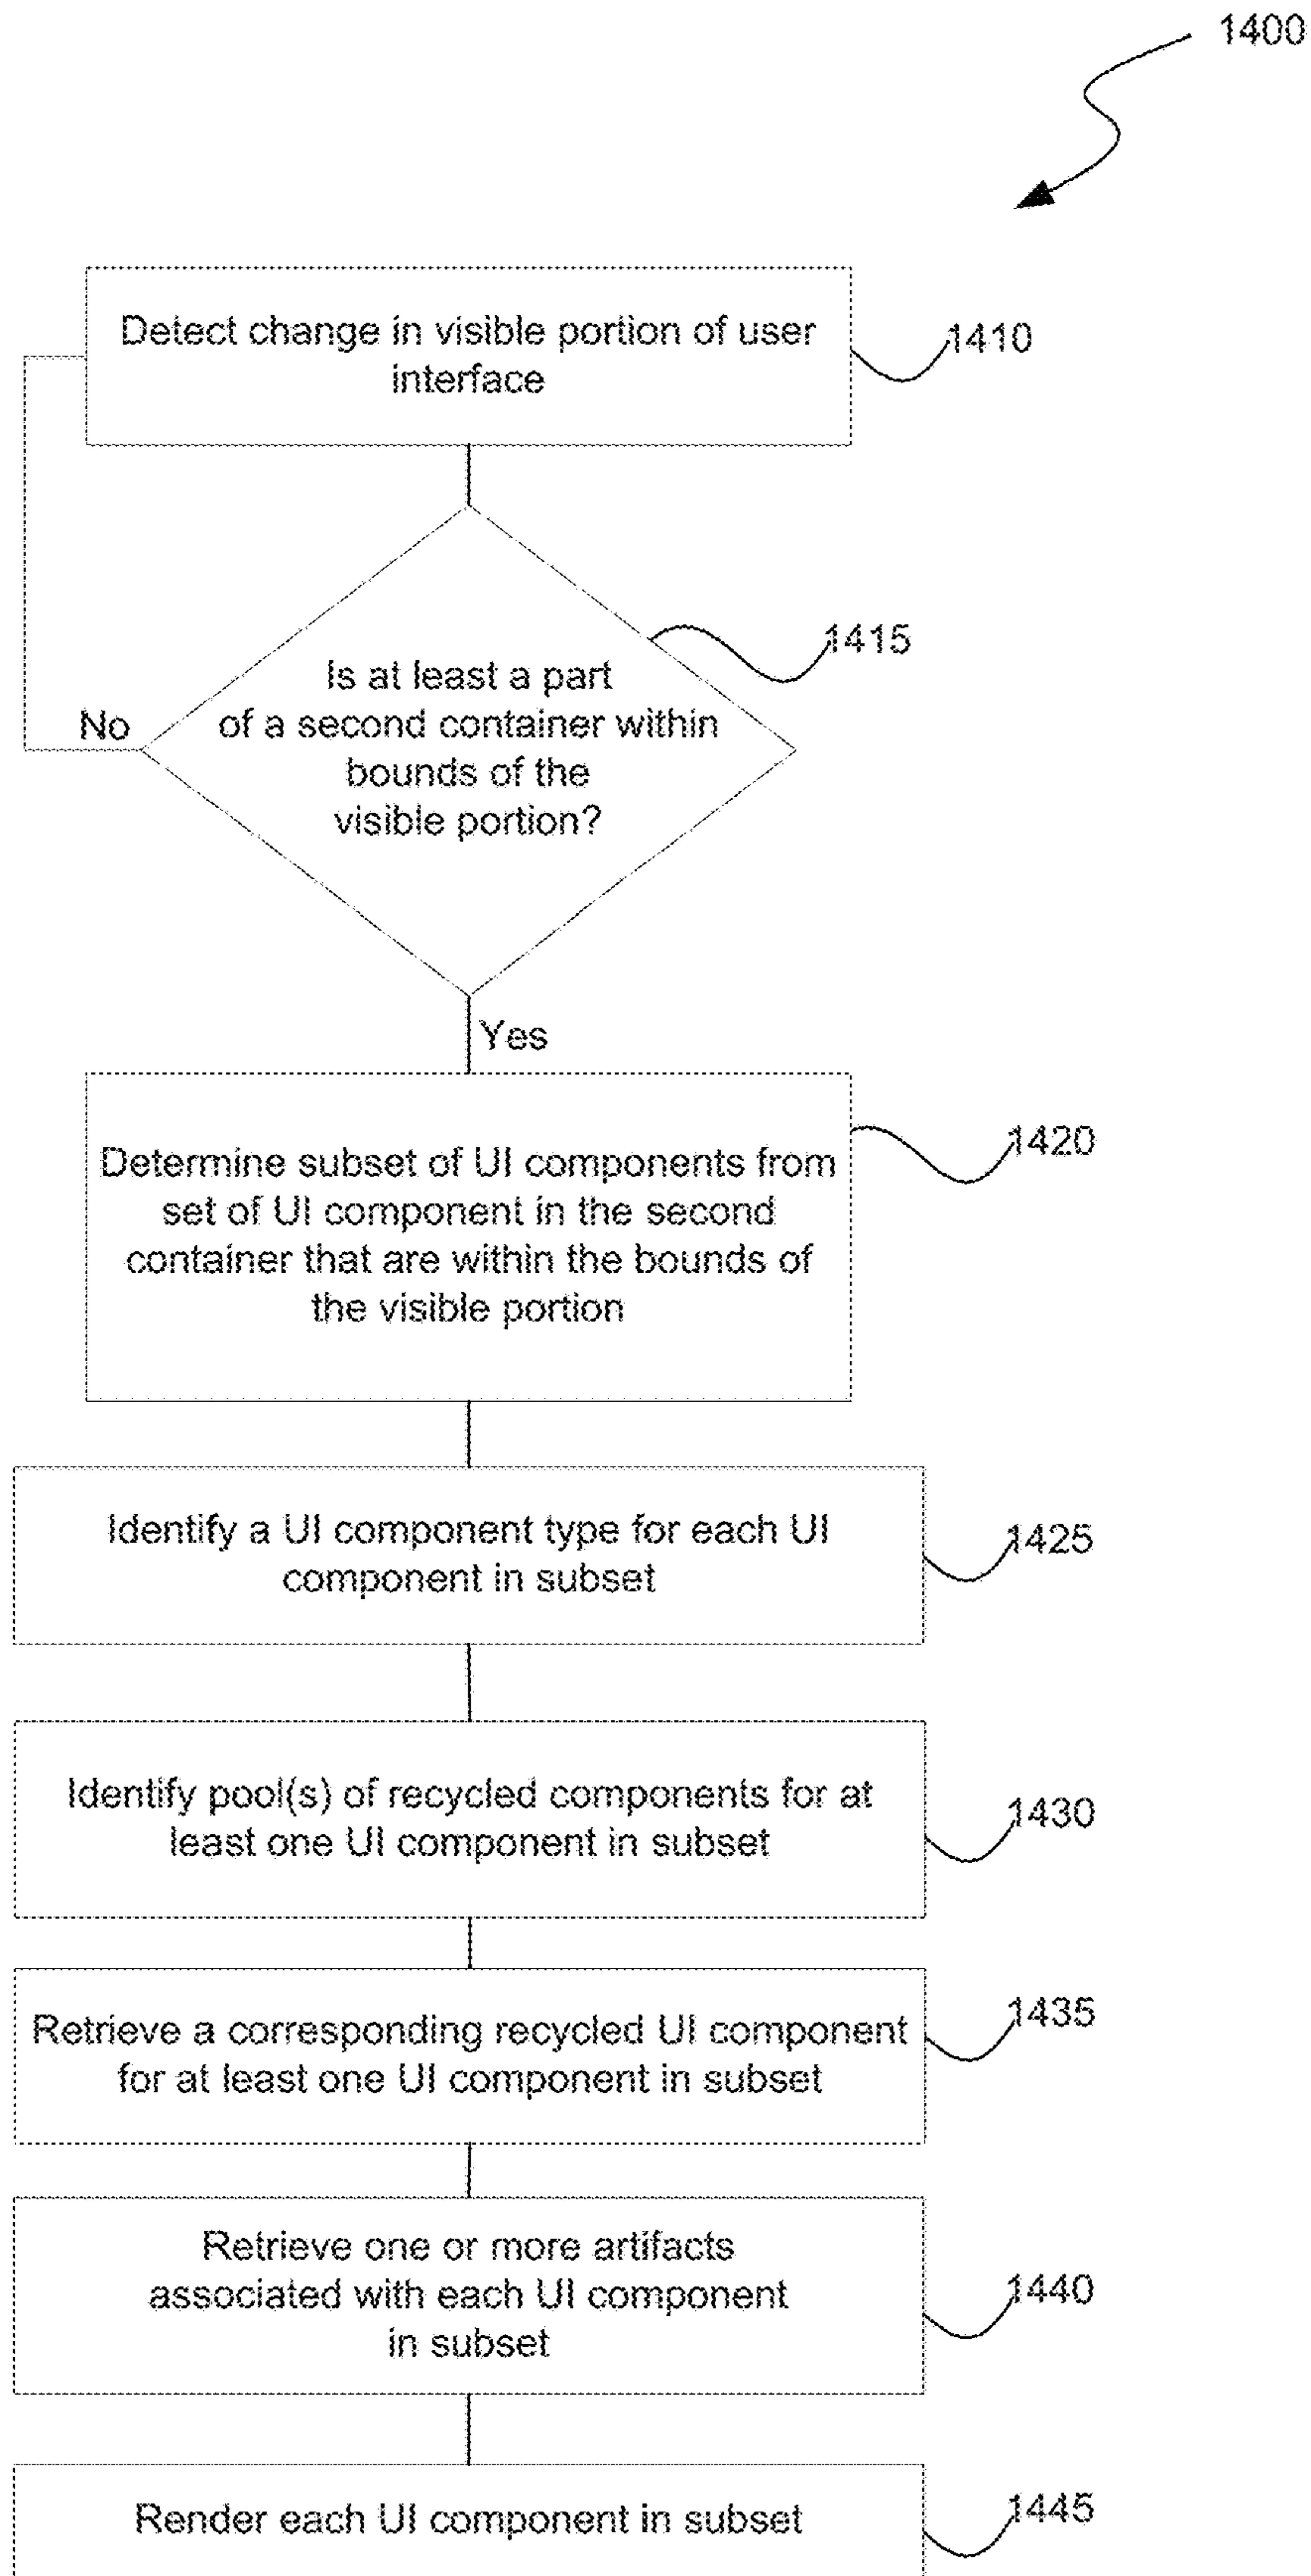 1400
Detect change in visible portion of user
interface
1410
Is at least a part
of a second container within
bounds of the
visible portion?
1415
No
Yes
Determine subset of UI components from
set of UI component in the second
container that are within the bounds of
the visible portion
1420
Identify a UI component type for each UI
component in subset
1425
Identify pool(s) of recycled components for at
least one UI component in subset
1430
Retrieve a corresponding recycled UI component
for at least one UI component in subset
1435
Retrieve one or more artifacts
associated with each UI component
in subset
1440
Render each UI component in subset
1445